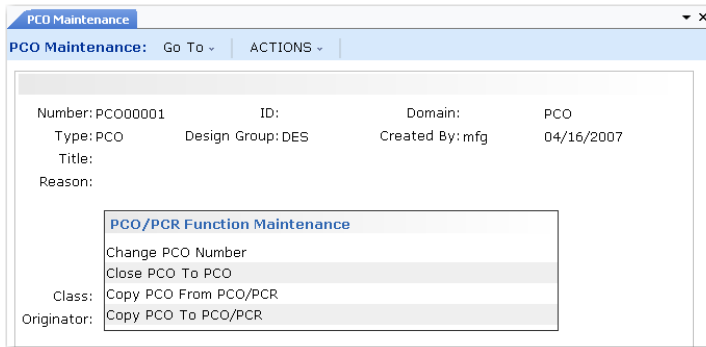 PCO Maintenance
PCO Maintenance: Go To ACTIONS
Number: PCO00001 ID: Domain: PCO
Type: PCO Design Group: DES Created By: mfg 04/16/2007
Title:
Reason:
PCO/PCR Function Maintenance
Change PCO Number
Close PCO To PCO
Class: Copy PCO From PCO/PCR
Originator: Copy PCO To PCO/PCR